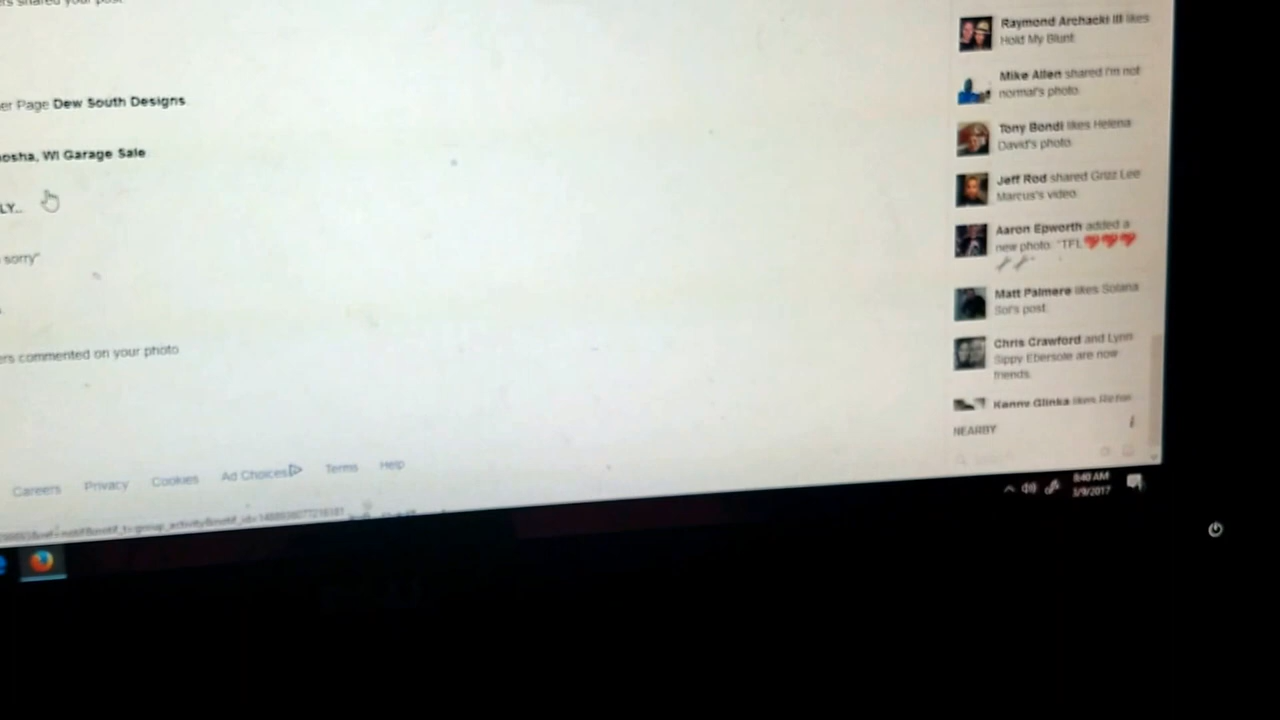 shared your post
er Page Dew South Designs
osha, WI Garage Sale
LY...
sorry"
ers commented on your photo
Careers Privacy Cookies Ad Choices Terms Help
Raymond Archacki III likes
Hold My Blunt.
Mike Allen shared I'm not
normal's photo.
Tony Bondi likes Helena
David's photo.
Jeff Rod shared Grizz Lee
Marcus's video.
Aaron Epworth added a
new photo: "TFL ❤❤❤
🔧🔧"
Matt Palmere likes Solana
Sol's post.
Chris Crawford and Lynn
Sippy Ebersole are now
friends.
Kenny Glinka likes
NEARBY
8:40 AM
3/9/2017